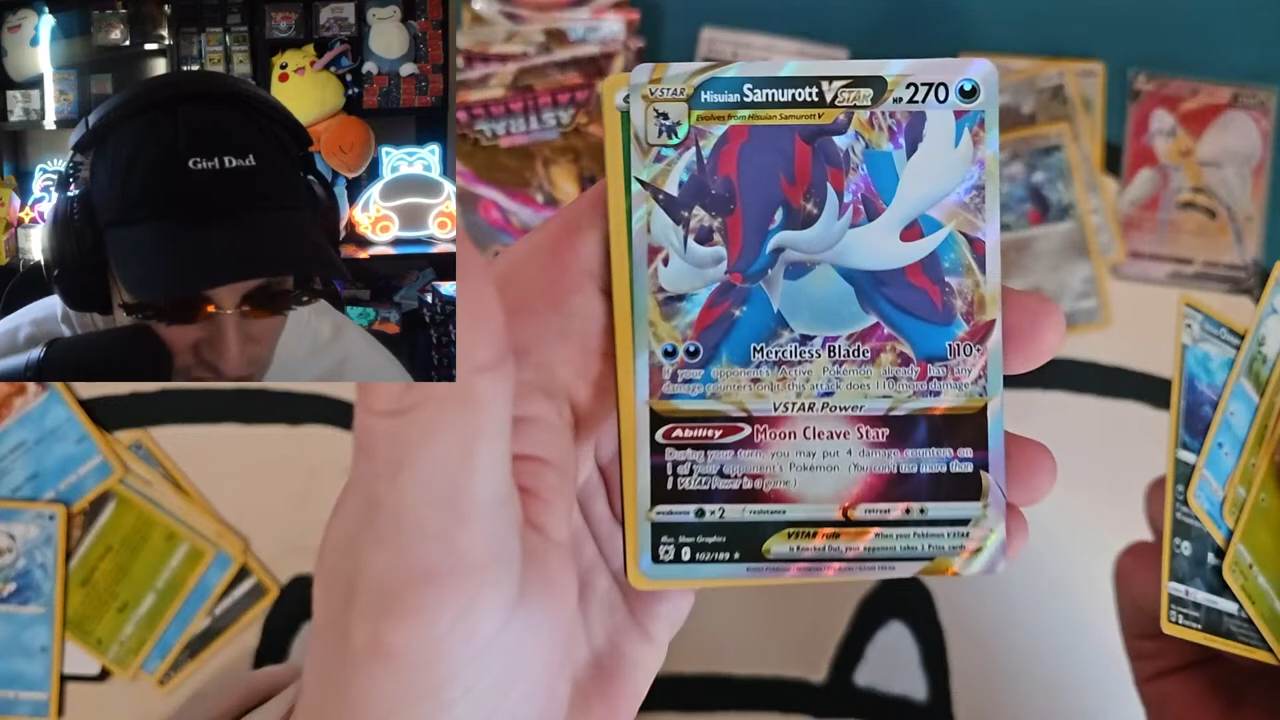 Girl Dad
ASTRAL
VSTAR
Hisuian Samurott VSTAR HP 270
Evolves from Hisuian Samurott V
Merciless Blade 110+
If your opponent's Active Pokémon already has any
damage counters on it, this attack does 110 more damage.
VSTAR Power
Ability Moon Cleave Star
During your turn, you may put 4 damage counters on
1 of your opponent's Pokémon. (You can't use more than
1 VSTAR Power in a game.)
weakness ×2 resistance retreat
Illus. 5ban Graphics
VSTAR rule When your Pokémon VSTAR
is Knocked Out, your opponent takes 2 Prize cards.
F 102/189